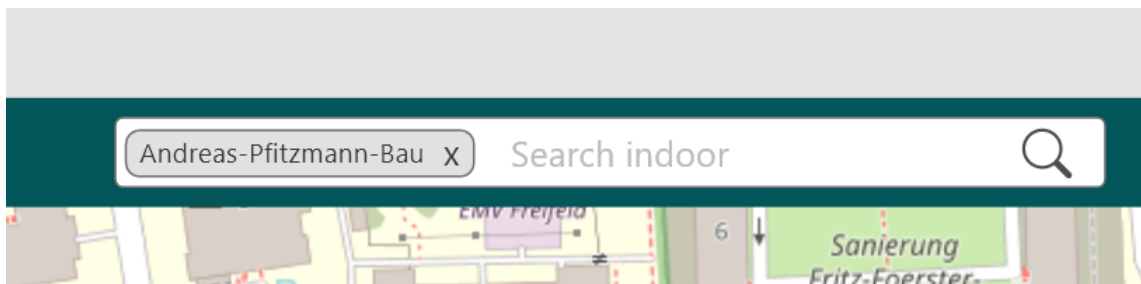 Andreas-Pfitzmann-Bau x Search indoor
EMV Freifeld
6
Sanierung
Fritz-Foerster-